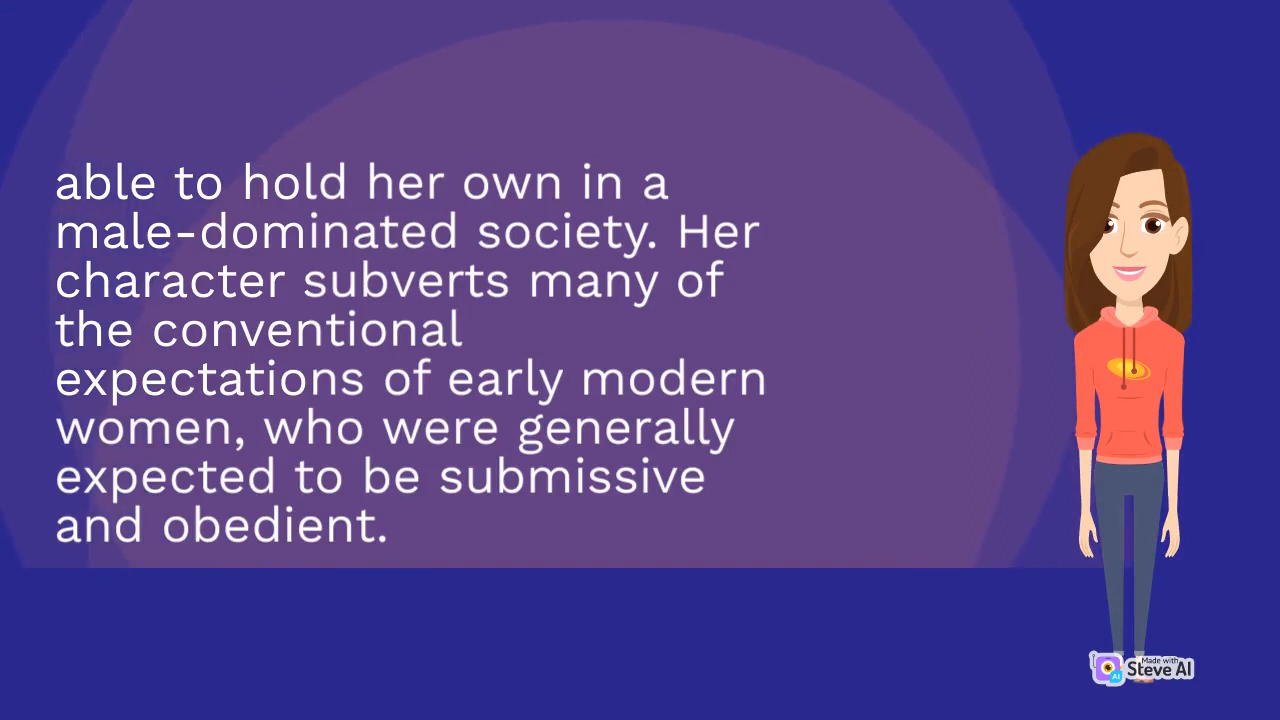 able to hold her own in a
male-dominated society. Her
character subverts many of
the conventional
expectations of early modern
women, who were generally
expected to be submissive
and obedient.
Made with
Steve AI
AI